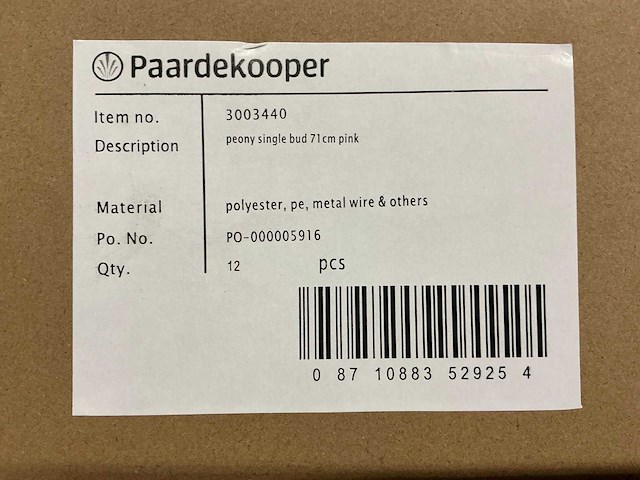 Paardekooper
Item no. 3003440
Description peony single bud 71cm pink
Material polyester, pe, metal wire & others
Po. No. PO-000005916
Qty. 12 pcs
0 87 10883 52925 4